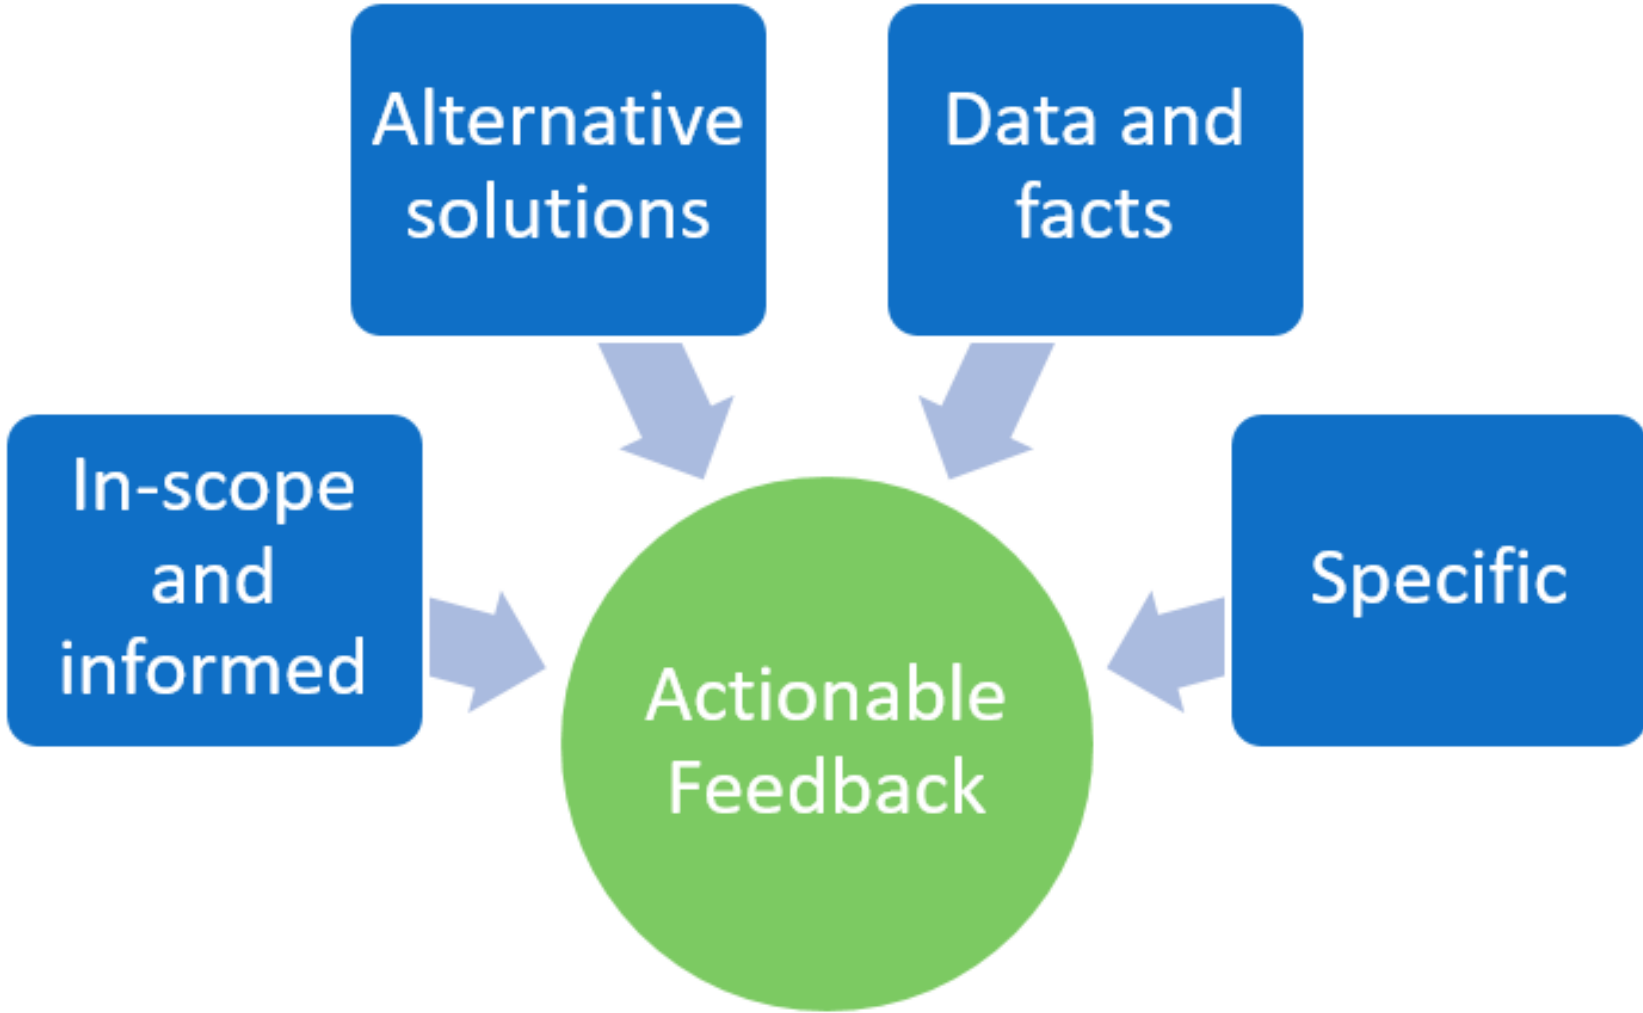 Alternative
solutions
Data and
facts
In-scope
and
informed
Specific
Actionable
Feedback